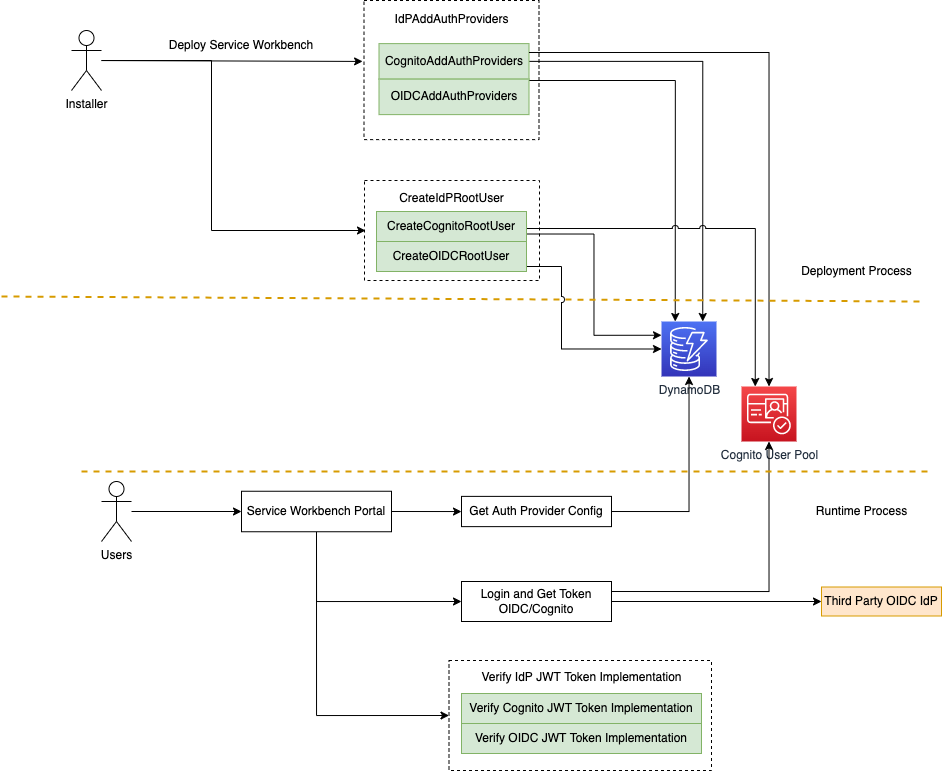 IdPAddAuthProviders
Deploy Service Workbench
CognitoAddAuthProviders
OIDCAddAuthProviders
Installer
CreateIdPRootUser
CreateCognitoRootUser
CreateOIDCRootUser
Deployment Process
DynamoDB
Cognito User Pool
Users
Service Workbench Portal
Get Auth Provider Config
Runtime Process
Login and Get Token
OIDC/Cognito
Third Party OIDC IdP
Verify IdP JWT Token Implementation
Verify Cognito JWT Token Implementation
Verify OIDC JWT Token Implementation